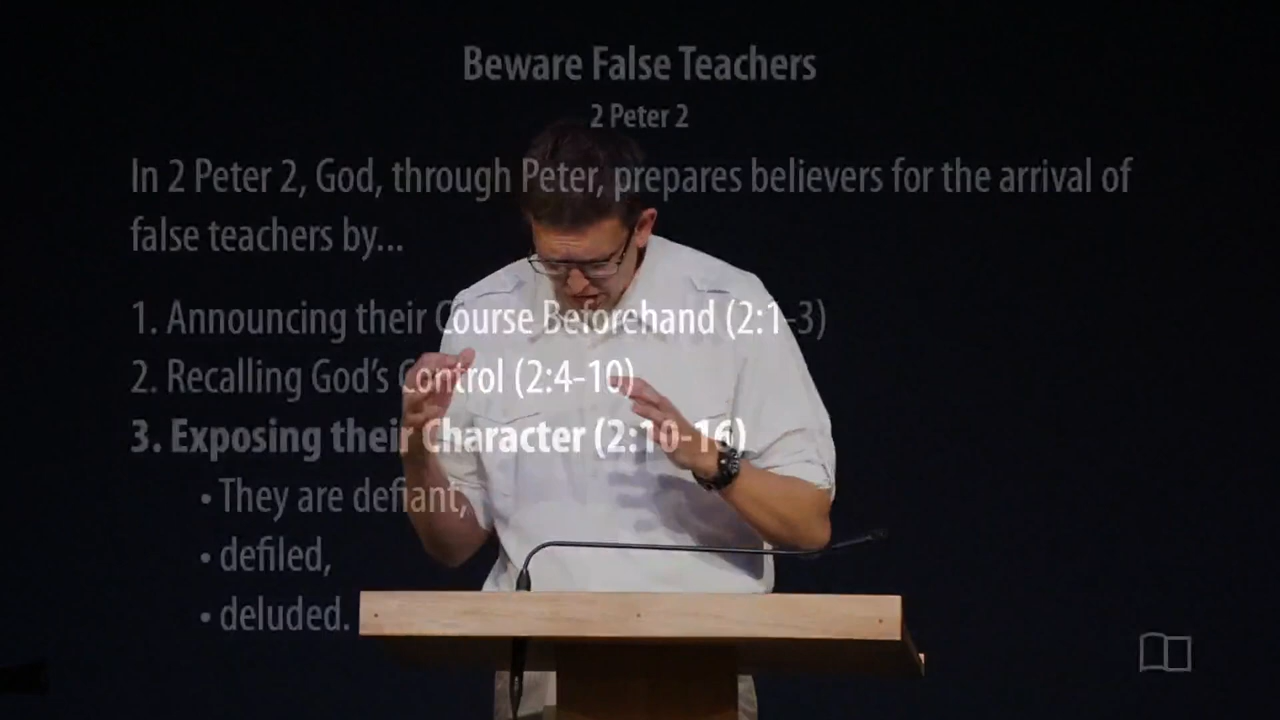 Beware False Teachers
2 Peter 2
In 2 Peter 2, God, through Peter, prepares believers for the arrival of
false teachers by...
1. Announcing their Course Beforehand (2:1-3)
2. Recalling God's Control (2:4-10)
3. Exposing their Character (2:10-16)
• They are defiant,
• defiled,
• deluded.